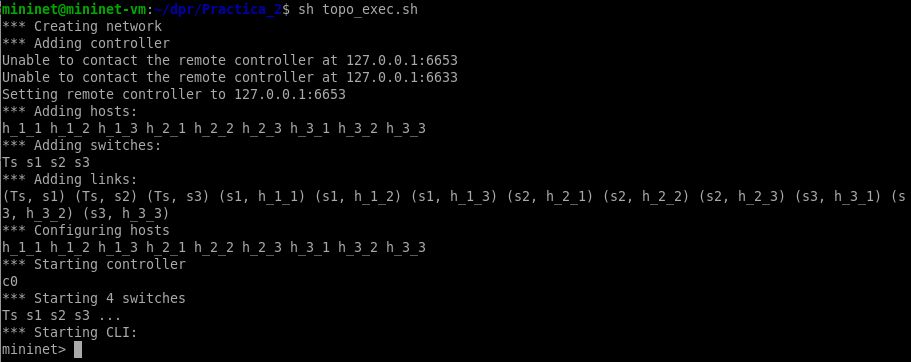 mininet@mininet-vm:~/dpr/Practica_2$ sh topo_exec.sh
*** Creating network
*** Adding controller
Unable to contact the remote controller at 127.0.0.1:6653
Unable to contact the remote controller at 127.0.0.1:6633
Setting remote controller to 127.0.0.1:6653
*** Adding hosts:
h_1_1 h_1_2 h_1_3 h_2_1 h_2_2 h_2_3 h_3_1 h_3_2 h_3_3
*** Adding switches:
Ts s1 s2 s3
*** Adding links:
(Ts, s1) (Ts, s2) (Ts, s3) (s1, h_1_1) (s1, h_1_2) (s1, h_1_3) (s2, h_2_1) (s2, h_2_2) (s2, h_2_3) (s3, h_3_1) (s
3, h_3_2) (s3, h_3_3)
*** Configuring hosts
h_1_1 h_1_2 h_1_3 h_2_1 h_2_2 h_2_3 h_3_1 h_3_2 h_3_3
*** Starting controller
c0
*** Starting 4 switches
Ts s1 s2 s3 ...
*** Starting CLI:
mininet>